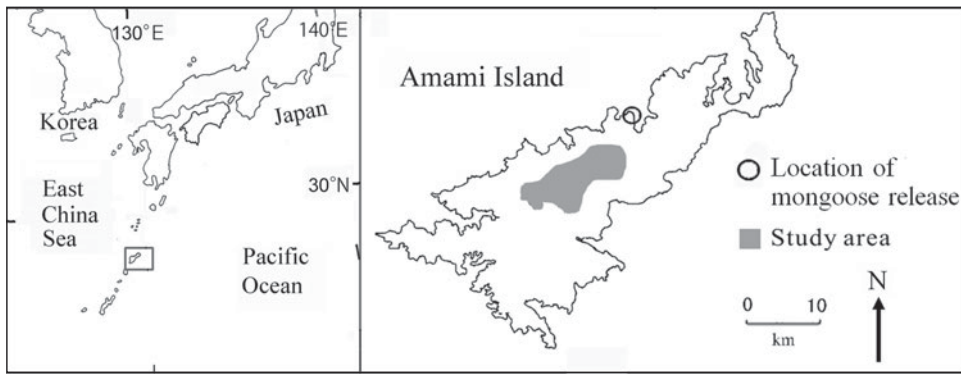 130°E
140°E
Korea
Japan
30°N
East
China
Sea
Pacific
Ocean
Amami Island
Location of
mongoose release
Study area
0 10
km
N